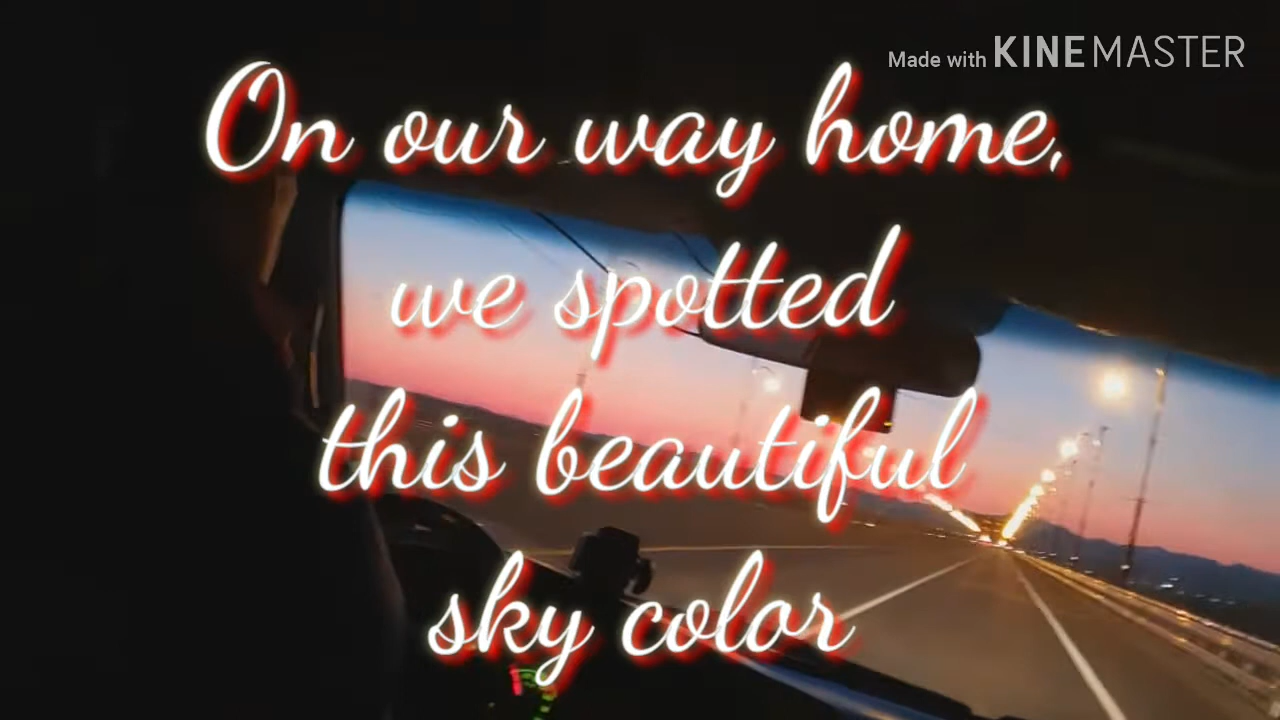 Made with KINEMASTER
On our way home,
we spotted
this beautiful
sky color